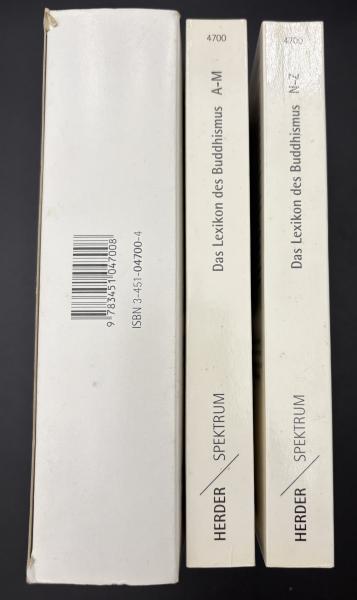 9 783451 047008
ISBN 3-451-04700-4
4700
Das Lexikon des Buddhismus A–M
HERDER / SPEKTRUM
4700
Das Lexikon des Buddhismus N–Z
HERDER / SPEKTRUM